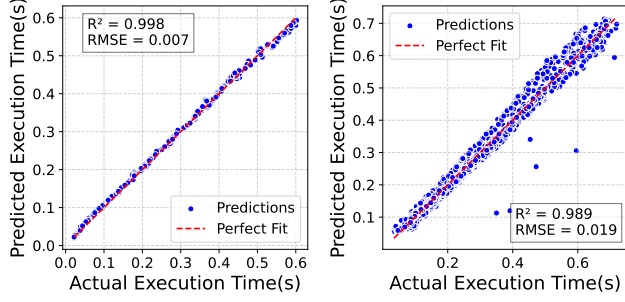 R² = 0.998
RMSE = 0.007
Predictions
Perfect Fit
0.6
0.5
0.4
0.3
0.2
0.1
0.0
0.0 0.1 0.2 0.3 0.4 0.5 0.6
Predicted Execution Time(s)
Actual Execution Time(s)
Predictions
Perfect Fit
R² = 0.989
RMSE = 0.019
0.7
0.6
0.5
0.4
0.3
0.2
0.1
0.2 0.4 0.6
Predicted Execution Time(s)
Actual Execution Time(s)